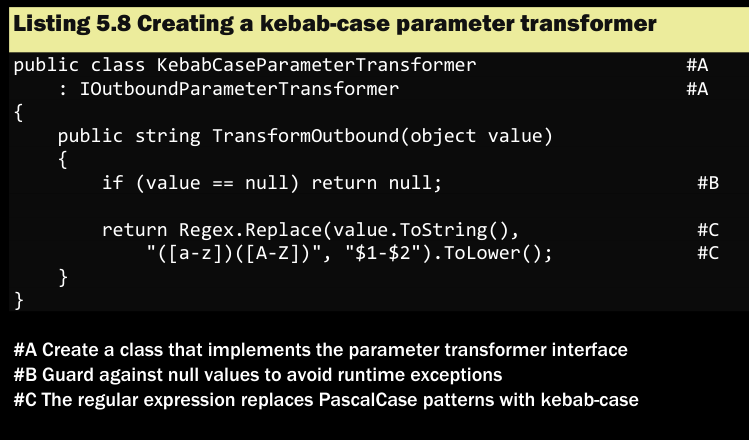 Listing 5.8 Creating a kebab-case parameter transformer
public class KebabCaseParameterTransformer #A
: IOutboundParameterTransformer #A
{
public string TransformOutbound(object value)
{
if (value == null) return null; #B
return Regex.Replace(value.ToString(), #C
"([a-z])([A-Z])", "$1-$2").ToLower(); #C
}
}
#A Create a class that implements the parameter transformer interface
#B Guard against null values to avoid runtime exceptions
#C The regular expression replaces PascalCase patterns with kebab-case